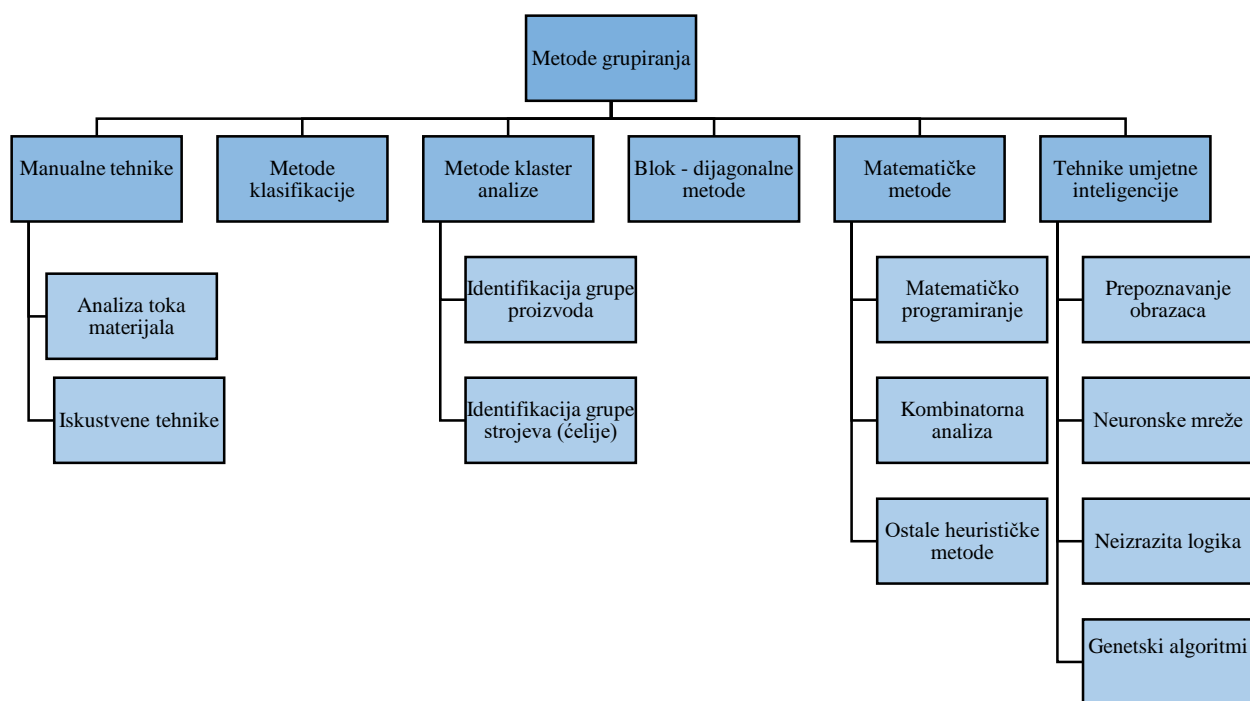 Metode grupiranja
Manualne tehnike
Metode
klasifikacije
Metode klaster
analize
Blok - dijagonalne
metode
Matematičke
metode
Tehnike umjetne
inteligencije
Analiza toka
materijala
Iskustvene tehnike
Identifikacija grupe
proizvoda
Identifikacija grupe
strojeva (ćelije)
Matematičko
programiranje
Kombinatorna
analiza
Ostale heurističke
metode
Prepoznavanje
obrazaca
Neuronske mreže
Neizrazita logika
Genetski algoritmi